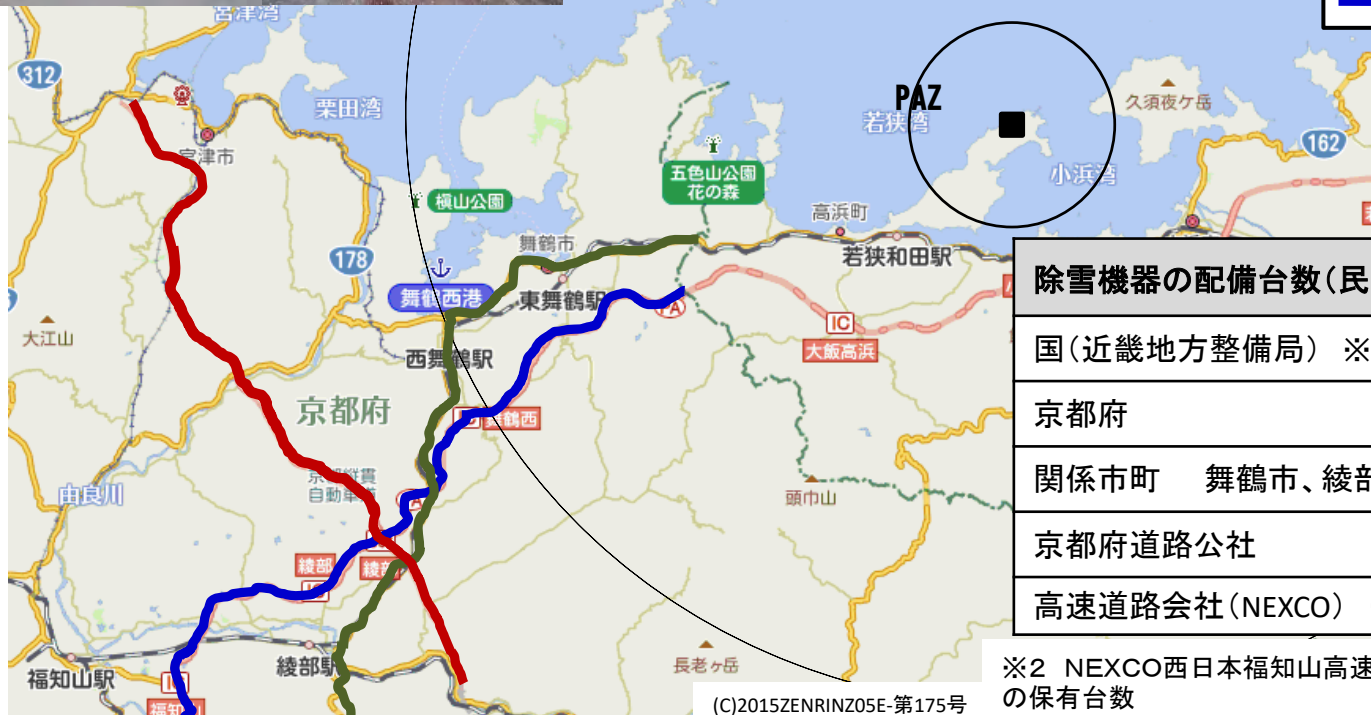 宮津湾
312
栗田湾
宮津市
PAZ
若狭湾
久須夜ケ岳
162
小浜湾
五色山公園
花の森
槇山公園
高浜町
舞鶴市
若狭和田駅
178
舞鶴西港
東舞鶴駅
PA
IC
大飯高浜
大江山
西舞鶴駅
舞鶴西
京都府
京都縦貫
自動車道
由良川
頭巾山
綾部
綾部
IC
福知山駅
綾部駅
長老ヶ岳
IC
除雪機器の配備台数(民
国(近畿地方整備局) ※
京都府
関係市町 舞鶴市、綾部
京都府道路公社
高速道路会社(NEXCO)
※2 NEXCO西日本福知山高速
の保有台数
(C)2015ZENRINZ05E-第175号